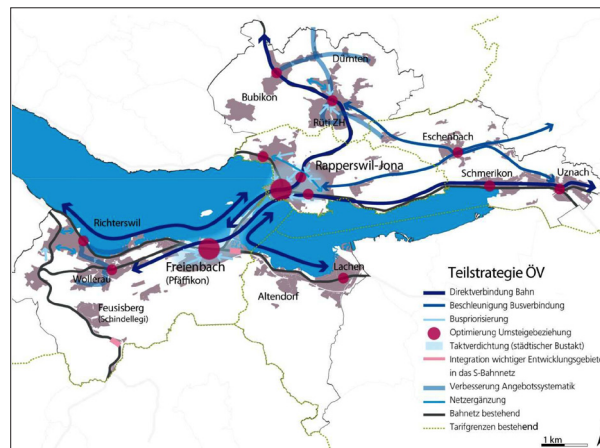 Dürnten
Bubikon
Rüti ZH
Eschenbach
Rapperswil-Jona
Schmerikon
Uznach
Richterswil
Wollerau
Freienbach
(Pfäffikon)
Feusisberg
(Schindellegi)
Lachen
Altendorf
Teilstrategie ÖV
Direktverbindung Bahn
Beschleunigung Busverbindung
Buspriorisierung
Optimierung Umsteigebeziehung
Taktverdichtung (städtischer Bustakt)
Integration wichtiger Entwicklungsgebiete
in das S-Bahnnetz
Verbesserung Angebotssystematik
Netzergänzung
Bahnetz bestehend
Tarifgrenzen bestehend
1 km